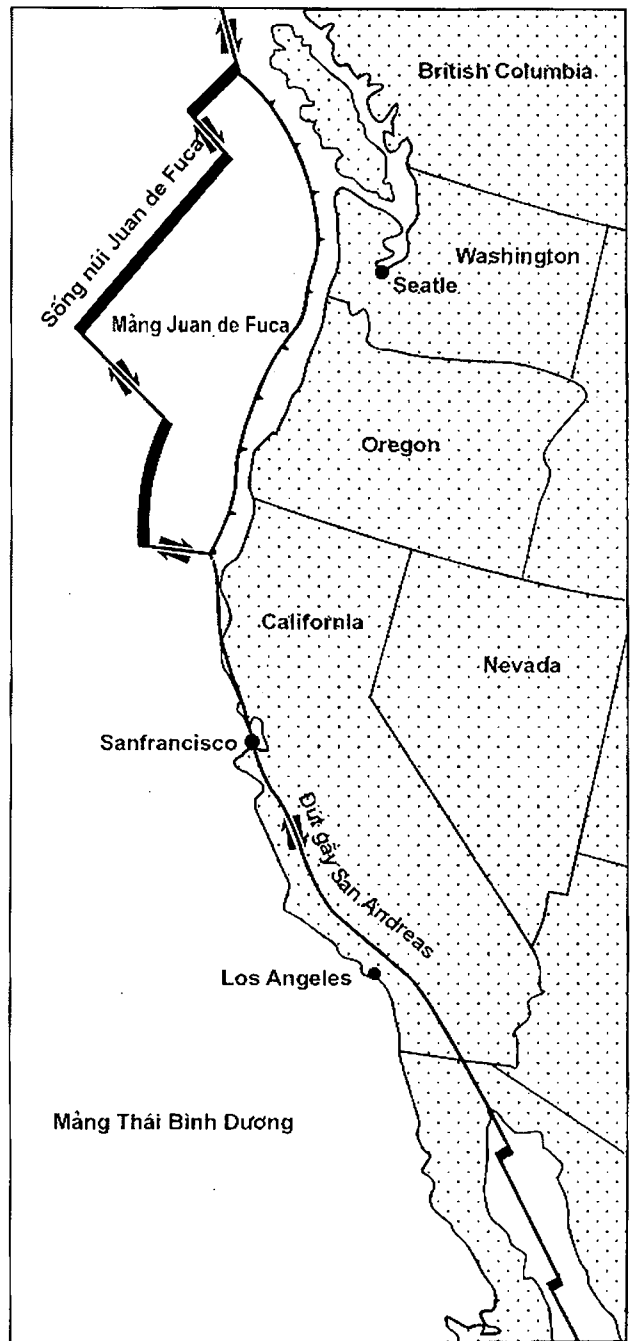 British Columbia
Sống núi Juan de Fuca
Washington
Seatle
Mảng Juan de Fuca
Oregon
California
Nevada
Sanfrancisco
Đứt gãy San Andreas
Los Angeles
Mảng Thái Bình Dương